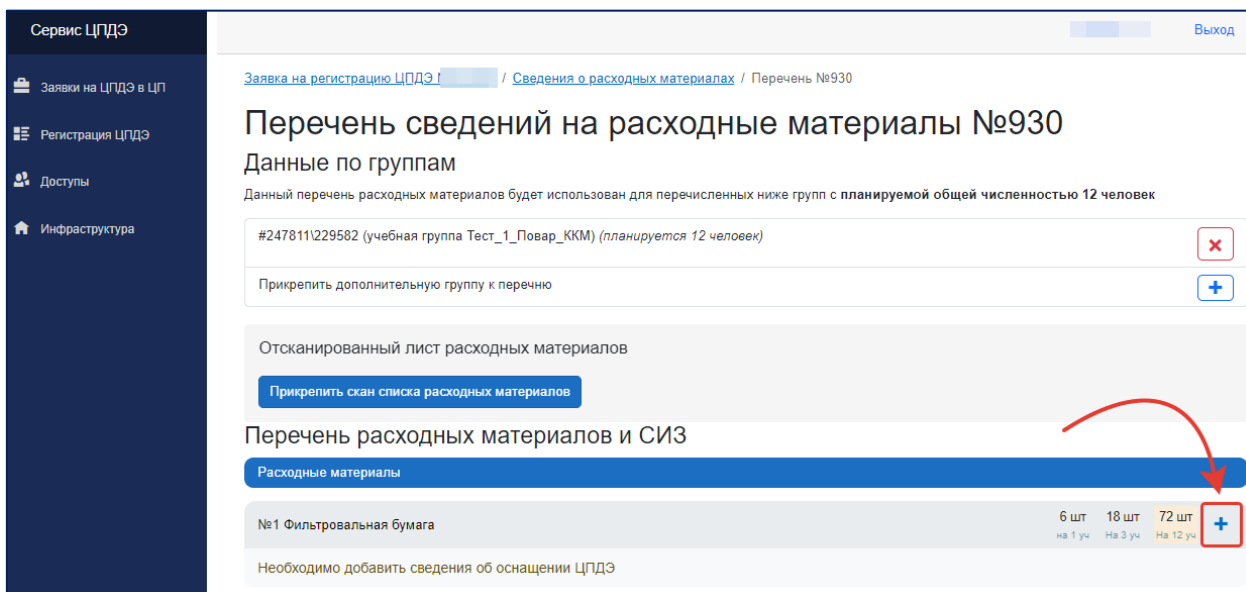 Сервис ЦПДЭ
Выход
Заявки на ЦПДЭ в ЦП
Регистрация ЦПДЭ
Доступы
Инфраструктура
Заявка на регистрацию ЦПДЭ / Сведения о расходных материалах / Перечень №930
Перечень сведений на расходные материалы №930
Данные по группам
Данный перечень расходных материалов будет использован для перечисленных ниже групп с планируемой общей численностью 12 человек
#247811\229582 (учебная группа Тест_1_Повар_ККМ) (планируется 12 человек)
Прикрепить дополнительную группу к перечню
Отсканированный лист расходных материалов
Прикрепить скан списка расходных материалов
Перечень расходных материалов и СИЗ
Расходные материалы
№1 Фильтровальная бумага
6 шт 18 шт 72 шт
на 1 уч На 3 уч На 12 уч
Необходимо добавить сведения об оснащении ЦПДЭ